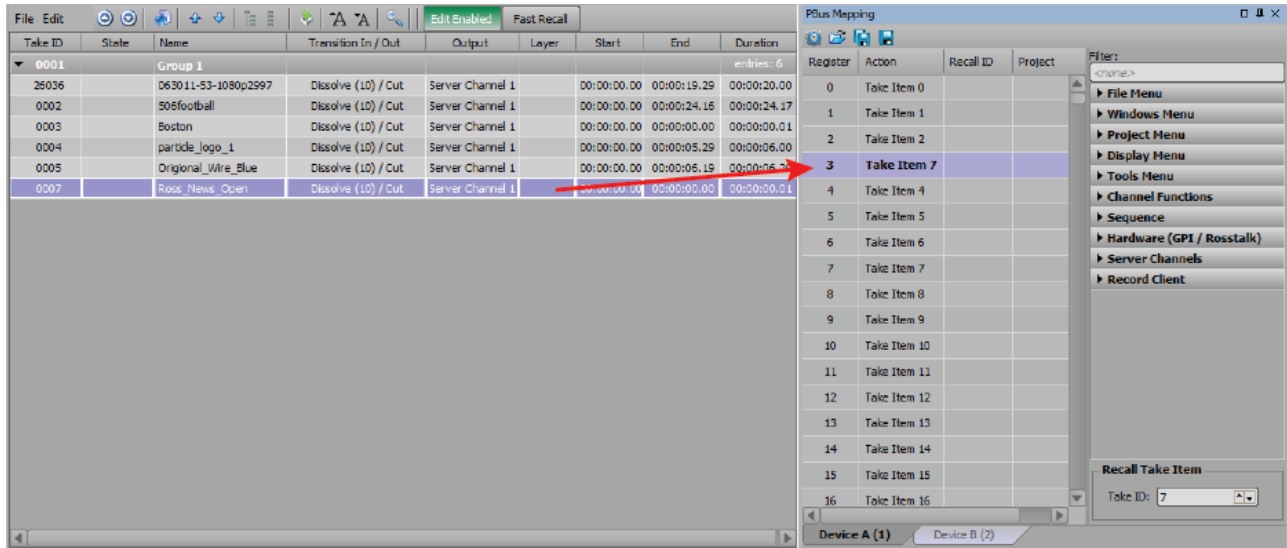 File Edit Edit Enabled Fast Recall
Take ID State Name Transition In / Out Output Layer Start End Duration
0001 Group 1 entries: 6
26036 063011-53-1080p2997 Dissolve (10) / Cut Server Channel 1 00:00:00.00 00:00:19.29 00:00:20.00
0002 506football Dissolve (10) / Cut Server Channel 1 00:00:00.00 00:00:24.16 00:00:24.17
0003 Boston Dissolve (10) / Cut Server Channel 1 00:00:00.00 00:00:00.00 00:00:00.01
0004 particle_logo_1 Dissolve (10) / Cut Server Channel 1 00:00:00.00 00:00:05.29 00:00:06.00
0005 Origional_Wire_Blue Dissolve (10) / Cut Server Channel 1 00:00:00.00 00:00:06.19
0007 Ross_News_Open Dissolve (10) / Cut Server Channel 1 00:00:00.00 00:00:00.00 00:00:00.01
PBus Mapping
Register Action Recall ID Project
0 Take Item 0
1 Take Item 1
2 Take Item 2
3 Take Item 7
4 Take Item 4
5 Take Item 5
6 Take Item 6
7 Take Item 7
8 Take Item 8
9 Take Item 9
10 Take Item 10
11 Take Item 11
12 Take Item 12
13 Take Item 13
14 Take Item 14
15 Take Item 15
16 Take Item 16
Device A (1) Device B (2)
Filter:
<none>
File Menu
Windows Menu
Project Menu
Display Menu
Tools Menu
Channel Functions
Sequence
Hardware (GPI / Rosstalk)
Server Channels
Record Client
Recall Take Item
Take ID: 7